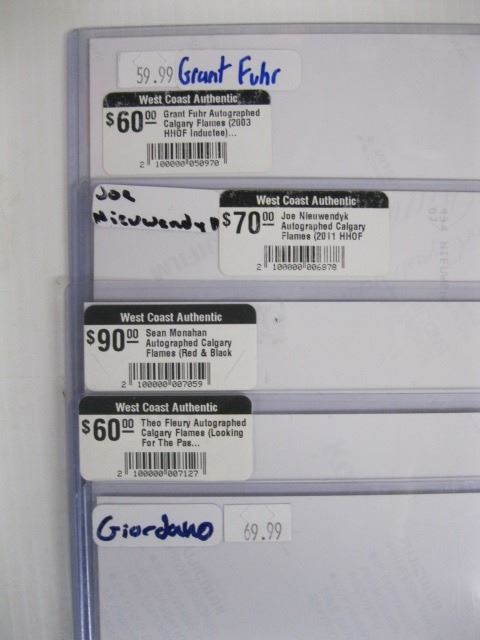 59.99 Grant Fuhr
West Coast Authentic
$60.00 Grant Fuhr Autographed
Calgary Flames (2003
HHOF Inductee)...
2 100000 050970
Joe
Nieuwendyk
West Coast Authentic
$70.00 Joe Nieuwendyk
Autographed Calgary
Flames (2011 HHOF
2 100000 006878
West Coast Authentic
$90.00 Sean Monahan
Autographed Calgary
Flames (Red & Black
2 100000 007059
West Coast Authentic
$60.00 Theo Fleury Autographed
Calgary Flames (Looking
For The Pas...
2 100000 007127
Giordano 69.99